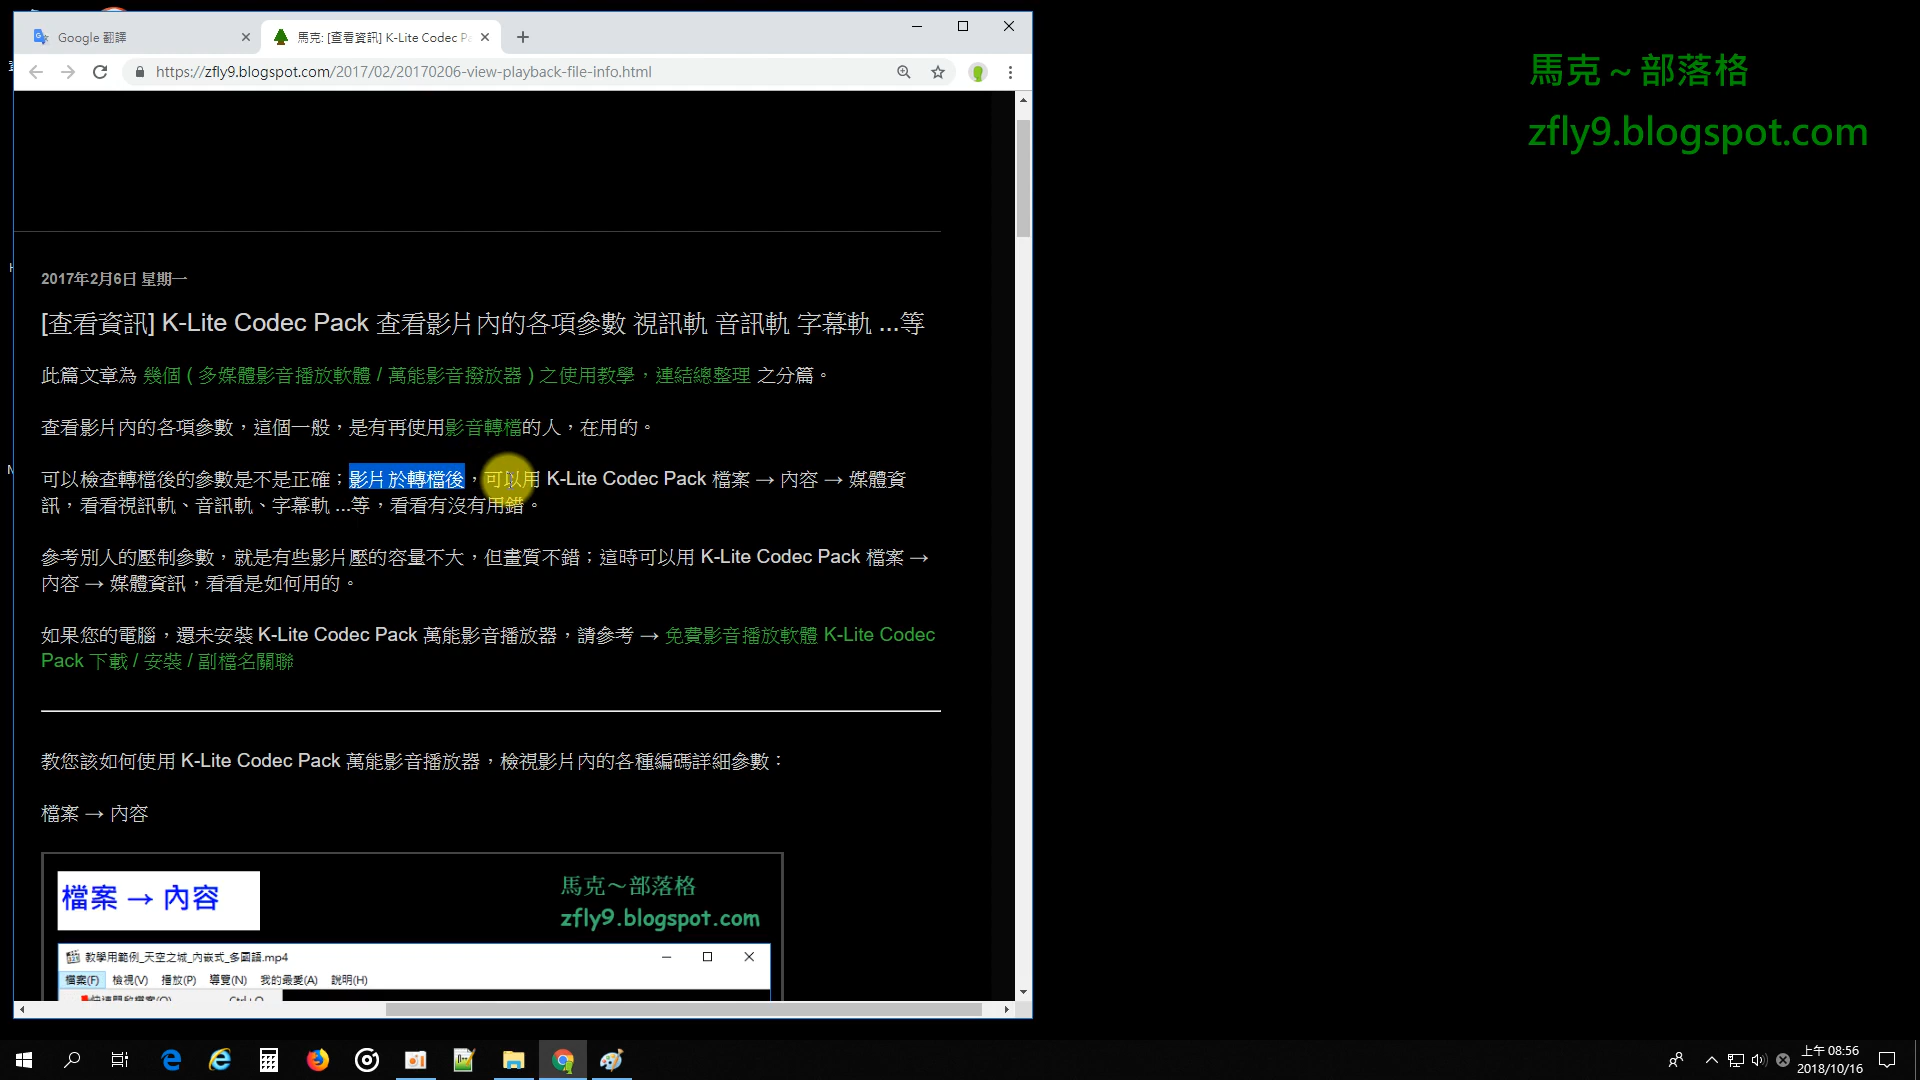 Google 翻譯
馬克: [查看資訊] K-Lite Codec Pa
https://zfly9.blogspot.com/2017/02/20170206-view-playback-file-info.html
馬克～部落格
zfly9.blogspot.com
2017年2月6日 星期一
[查看資訊] K-Lite Codec Pack 查看影片內的各項參數 視訊軌 音訊軌 字幕軌 ...等
此篇文章為 幾個 ( 多媒體影音播放軟體 / 萬能影音撥放器 ) 之使用教學，連結總整理 之分篇。
查看影片內的各項參數，這個一般，是有再使用影音轉檔的人，在用的。
可以檢查轉檔後的參數是不是正確；影片於轉檔後，可以用 K-Lite Codec Pack 檔案 → 內容 → 媒體資
訊，看看視訊軌、音訊軌、字幕軌 ...等，看看有沒有用錯。
參考別人的壓制參數，就是有些影片壓的容量不大，但畫質不錯；這時可以用 K-Lite Codec Pack 檔案 →
內容 → 媒體資訊，看看是如何用的。
如果您的電腦，還未安裝 K-Lite Codec Pack 萬能影音播放器，請參考 → 免費影音播放軟體 K-Lite Codec
Pack 下載 / 安裝 / 副檔名關聯
教您該如何使用 K-Lite Codec Pack 萬能影音播放器，檢視影片內的各種編碼詳細參數：
檔案 → 內容
檔案 → 內容
馬克～部落格
zfly9.blogspot.com
教學用範例_天空之城_內嵌式_多國語.mp4
檔案(F) 檢視(V) 播放(P) 導覽(N) 我的最愛(A) 說明(H)
快速開啟檔案(Q) Ctrl+Q
上午 08:56
2018/10/16